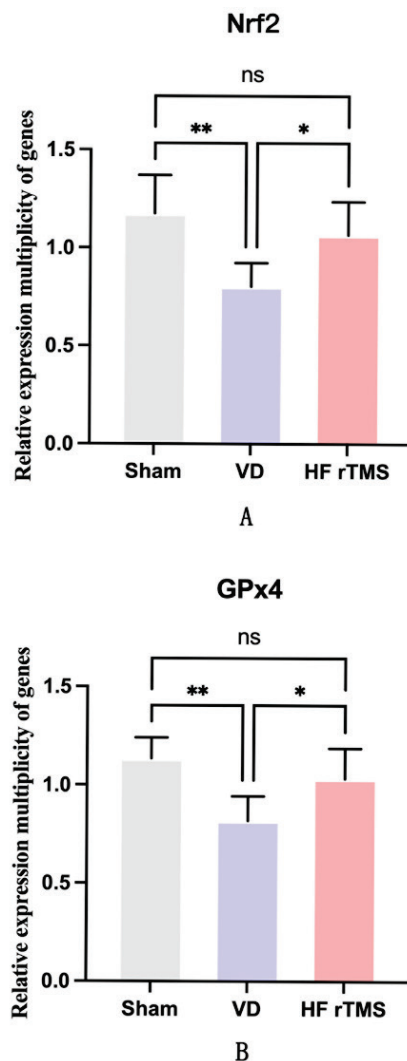 Nrf2
ns
** *
Relative expression multiplicity of genes
1.5
1.0
0.5
0.0
Sham VD HF rTMS
A
GPx4
ns
** *
Relative expression multiplicity of genes
1.5
1.0
0.5
0.0
Sham VD HF rTMS
B